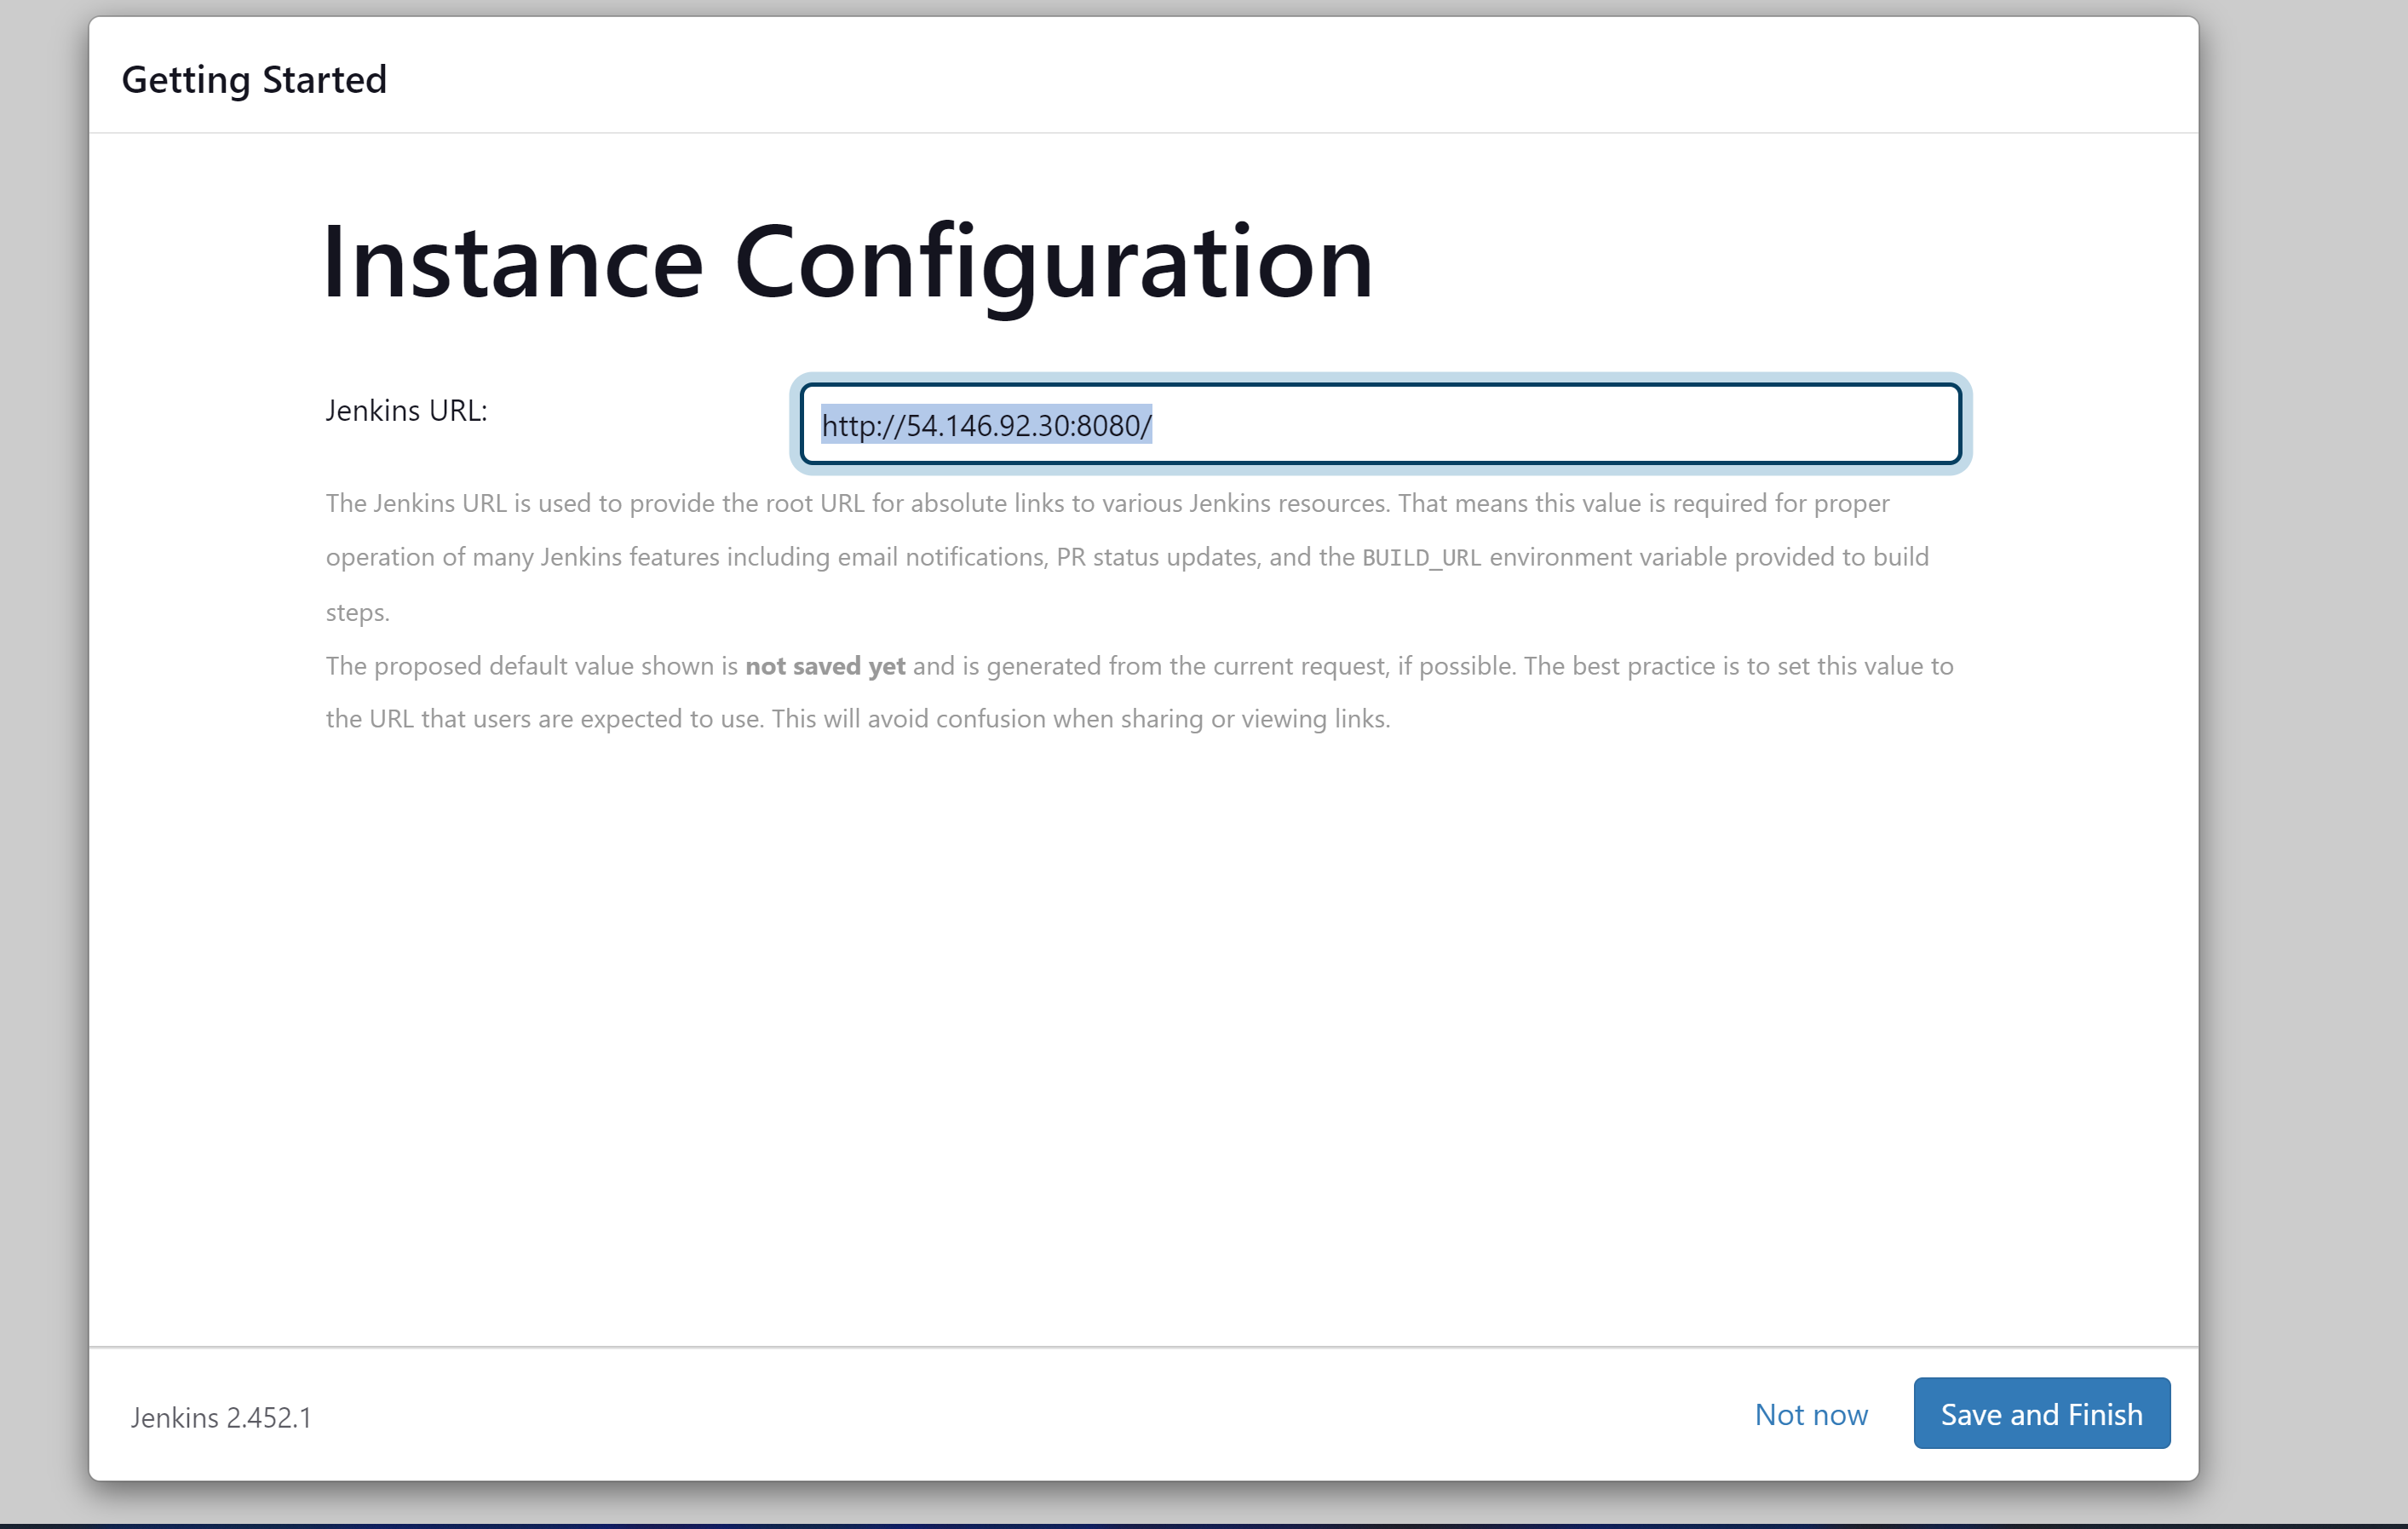 Getting Started
Instance Configuration
Jenkins URL:
http://54.146.92.30:8080/
The Jenkins URL is used to provide the root URL for absolute links to various Jenkins resources. That means this value is required for proper
operation of many Jenkins features including email notifications, PR status updates, and the BUILD_URL environment variable provided to build
steps.
The proposed default value shown is not saved yet and is generated from the current request, if possible. The best practice is to set this value to
the URL that users are expected to use. This will avoid confusion when sharing or viewing links.
Jenkins 2.452.1
Not now
Save and Finish